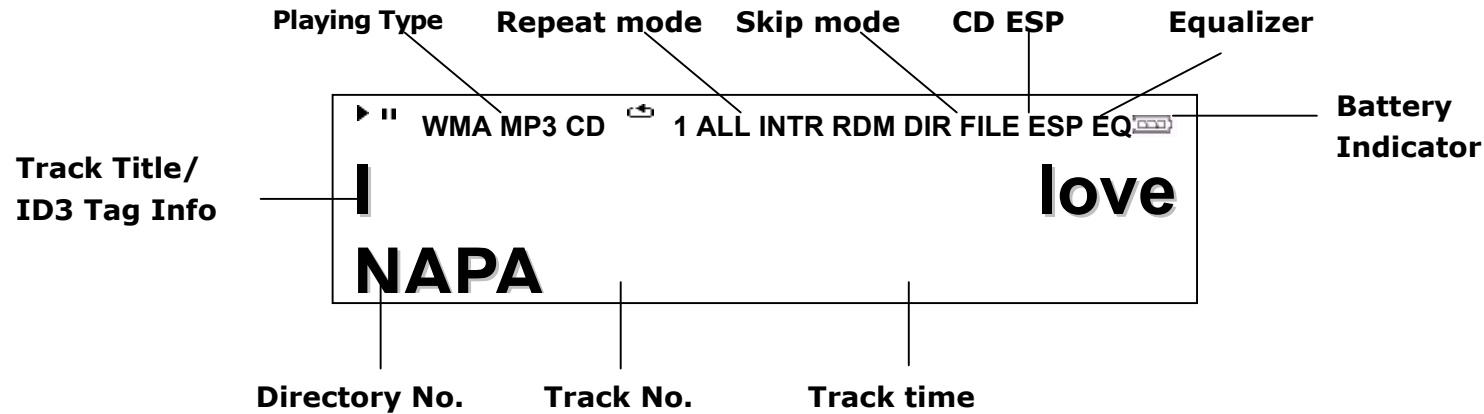 Playing Type Repeat mode Skip mode CD ESP Equalizer
WMA MP3 CD 1 ALL INTR RDM DIR FILE ESP EQ
Battery
Indicator
Track Title/
ID3 Tag Info
I love
NAPA
Directory No. Track No. Track time